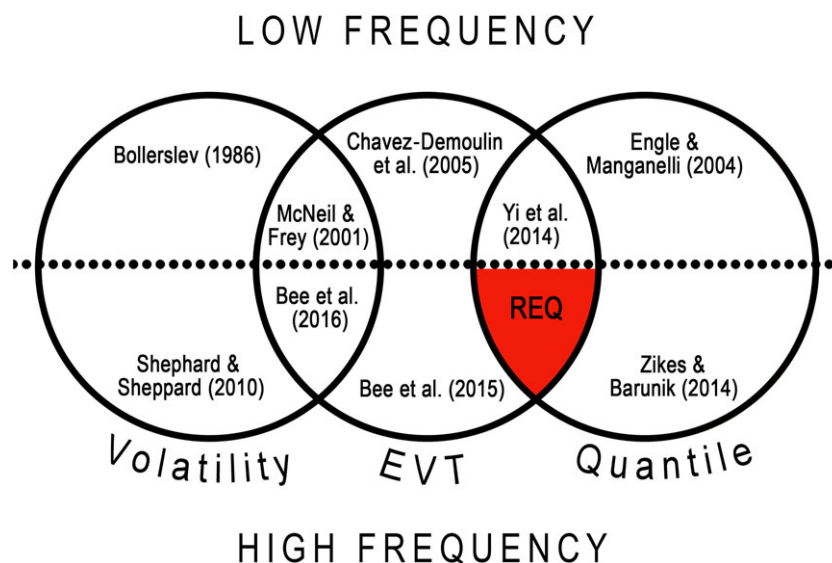 LOW FREQUENCY
Bollerslev (1986)
Chavez-Demoulin
et al. (2005)
Engle &
Manganelli (2004)
McNeil &
Frey (2001)
Yi et al.
(2014)
Bee et al.
(2016)
REQ
Shephard &
Sheppard (2010)
Bee et al. (2015)
Zikes &
Barunik (2014)
Volatility
EVT
Quantile
HIGH FREQUENCY